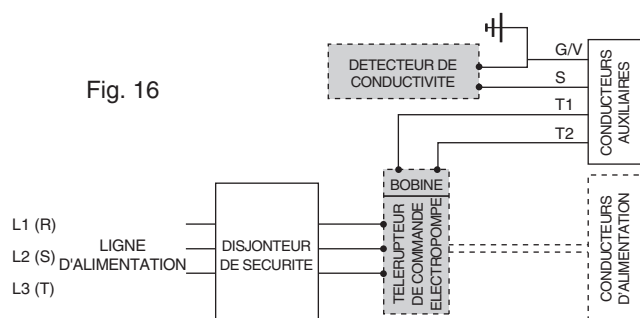 Fig. 16
DETECTEUR DE
CONDUCTIVITE
G/V
S
T1
T2
CONDUCTEURS
AUXILIAIRES
BOBINE
TELERUPTEUR
DE COMMANDE
ELECTROPOMPE
L1 (R)
L2 (S)
L3 (T)
LIGNE
D'ALIMENTATION
DISJONTEUR
DE SECURITE
CONDUCTEURS
D'ALIMENTATION